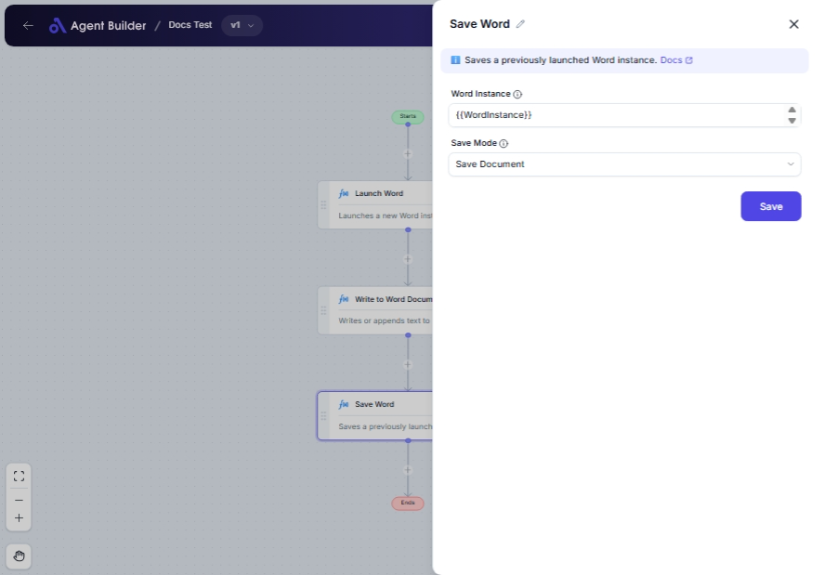 Agent Builder / Docs Test v1
Starts
Launch Word
Launches a new Word inst
Write to Word Docum
Writes or appends text to
Save Word
Saves a previously launch
Ends
Save Word
Saves a previously launched Word instance. Docs
Word Instance
{{WordInstance}}
Save Mode
Save Document
Save